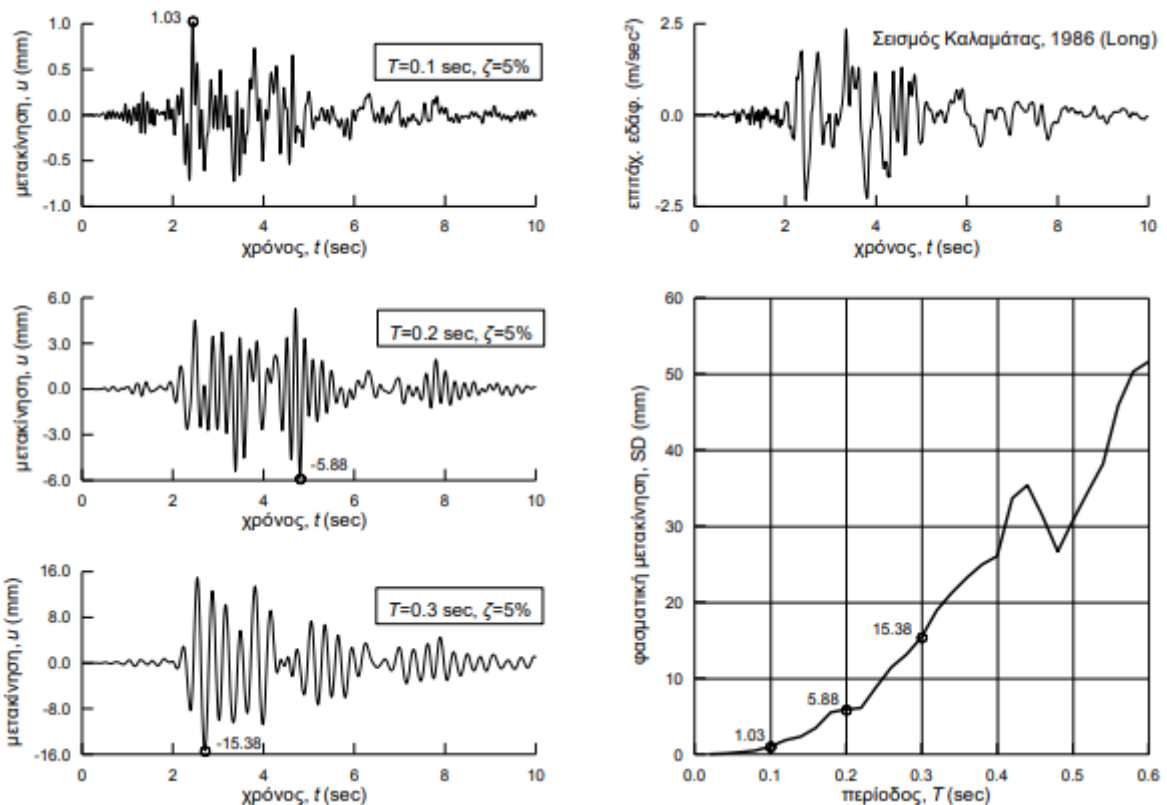 1.03
1.0
0.5
0.0
-0.5
-1.0
μετακίνηση, u (mm)
T=0.1 sec, ζ=5%
0 2 4 6 8 10
χρόνος, t (sec)
2.5
0.0
-2.5
επιτάχ. εδάφ. (m/sec²)
Σεισμός Καλαμάτας, 1986 (Long)
0 2 4 6 8 10
χρόνος, t (sec)
6.0
3.0
0.0
-3.0
-6.0
μετακίνηση, u (mm)
T=0.2 sec, ζ=5%
-5.88
0 2 4 6 8 10
χρόνος, t (sec)
16.0
8.0
0.0
-8.0
-16.0
μετακίνηση, u (mm)
T=0.3 sec, ζ=5%
-15.38
0 2 4 6 8 10
χρόνος, t (sec)
60
50
40
30
20
10
0
φασματική μετακίνηση, SD (mm)
15.38
5.88
1.03
0.0 0.1 0.2 0.3 0.4 0.5 0.6
περίοδος, T (sec)